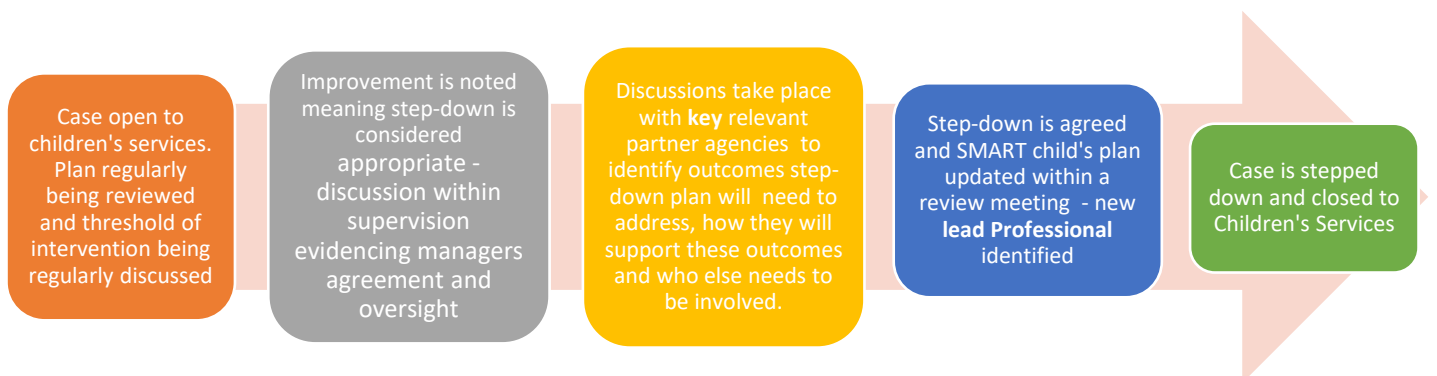 Case open to
children's services.
Plan regularly
being reviewed
and threshold of
intervention being
regularly discussed
Improvement is noted
meaning step-down is
considered
appropriate -
discussion within
supervision
evidencing managers
agreement and
oversight
Discussions take place
with key relevant
partner agencies to
identify outcomes step-
down plan will need to
address, how they will
support these outcomes
and who else needs to
be involved.
Step-down is agreed
and SMART child's plan
updated within a
review meeting - new
lead Professional
identified
Case is stepped
down and closed to
Children's Services